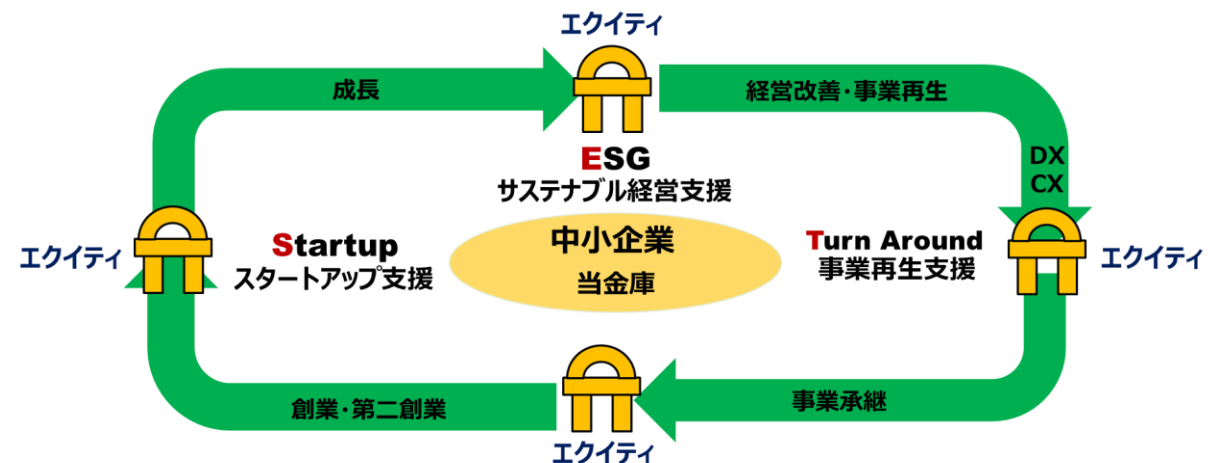 エクイティ
成長
経営改善・事業再生
ESG
サステナブル経営支援
DX
CX
エクイティ
Startup
スタートアップ支援
中小企業
当金庫
Turn Around
事業再生支援
エクイティ
創業・第二創業
事業承継
エクイティ